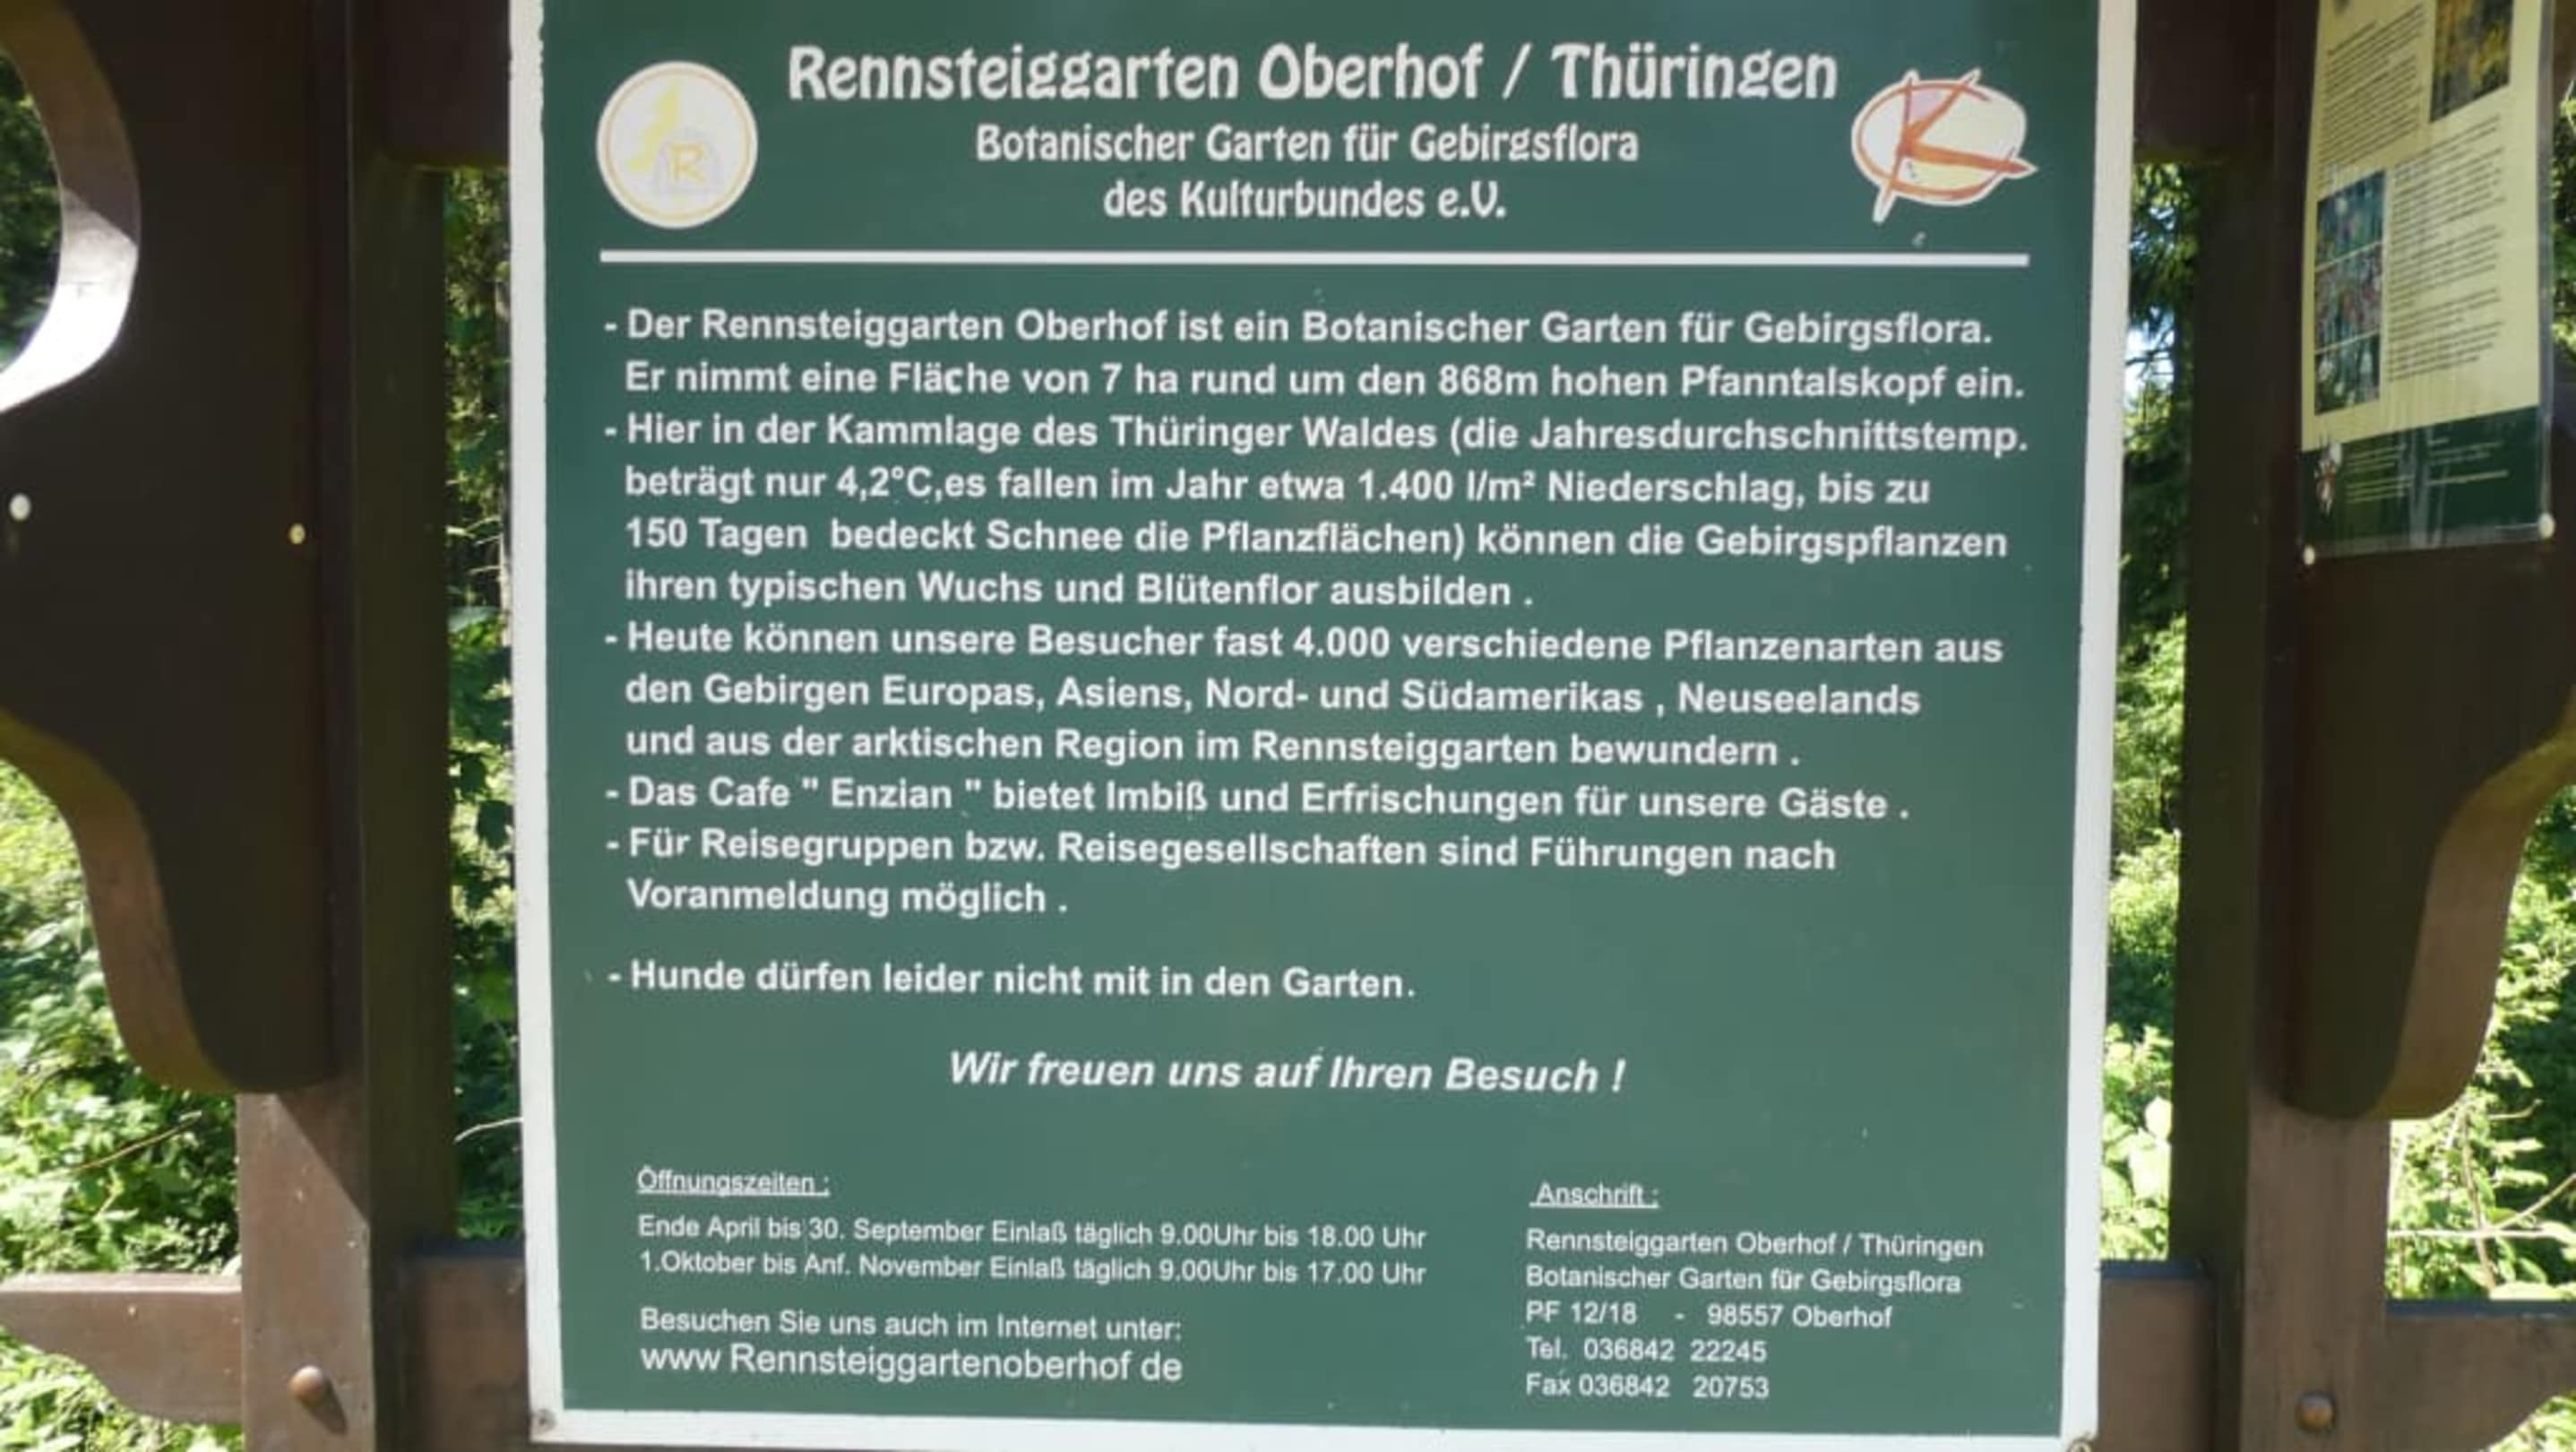 Rennsteiggarten Oberhof / Thüringen
Botanischer Garten für Gebirgsflora
des Kulturbundes e.V.
R
K
- Der Rennsteiggarten Oberhof ist ein Botanischer Garten für Gebirgsflora.
Er nimmt eine Fläche von 7 ha rund um den 868m hohen Pfanntalskopf ein.
- Hier in der Kammlage des Thüringer Waldes (die Jahresdurchschnittstemp.
beträgt nur 4,2°C,es fallen im Jahr etwa 1.400 l/m² Niederschlag, bis zu
150 Tagen bedeckt Schnee die Pflanzflächen) können die Gebirgspflanzen
ihren typischen Wuchs und Blütenflor ausbilden .
- Heute können unsere Besucher fast 4.000 verschiedene Pflanzenarten aus
den Gebirgen Europas, Asiens, Nord- und Südamerikas , Neuseelands
und aus der arktischen Region im Rennsteiggarten bewundern .
- Das Cafe " Enzian " bietet Imbiß und Erfrischungen für unsere Gäste .
- Für Reisegruppen bzw. Reisegesellschaften sind Führungen nach
Voranmeldung möglich .
- Hunde dürfen leider nicht mit in den Garten.
Wir freuen uns auf Ihren Besuch !
Öffnungszeiten :
Ende April bis 30. September Einlaß täglich 9.00Uhr bis 18.00 Uhr
1.Oktober bis Anf. November Einlaß täglich 9.00Uhr bis 17.00 Uhr
Besuchen Sie uns auch im Internet unter:
www Rennsteiggartenoberhof de
Anschrift :
Rennsteiggarten Oberhof / Thüringen
Botanischer Garten für Gebirgsflora
PF 12/18 - 98557 Oberhof
Tel. 036842 22245
Fax 036842 20753